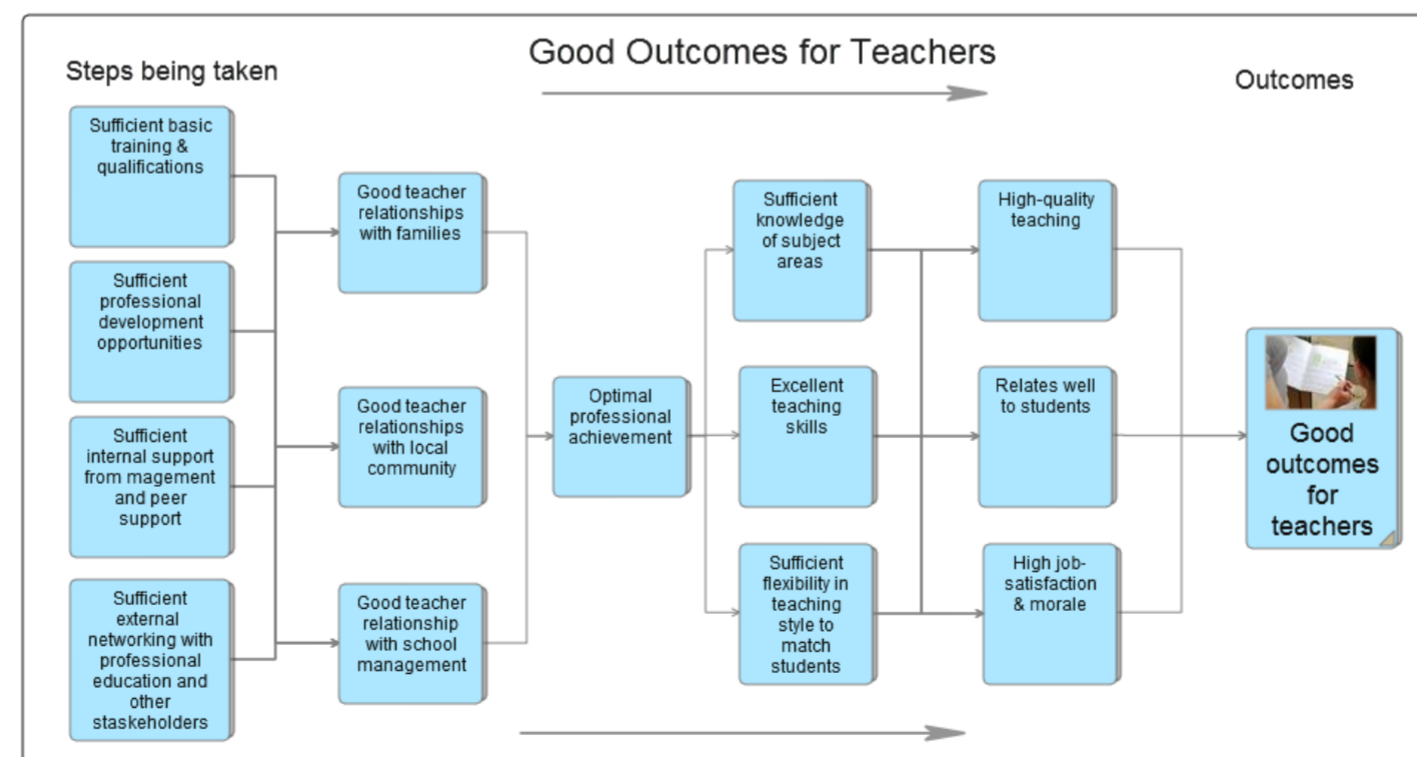 Good Outcomes for Teachers
Steps being taken
Outcomes
Sufficient basic
training &
qualifications
Sufficient
professional
development
opportunities
Sufficient
internal support
from magement
and peer
support
Sufficient
external
networking with
professional
education and
other
staskeholders
Good teacher
relationships
with families
Good teacher
relationships
with local
community
Good teacher
relationship
with school
management
Optimal
professional
achievement
Sufficient
knowledge
of subject
areas
Excellent
teaching
skills
Sufficient
flexibility in
teaching
style to
match
students
High-quality
teaching
Relates well
to students
High job-
satisfaction
& morale
Good
outcomes
for
teachers